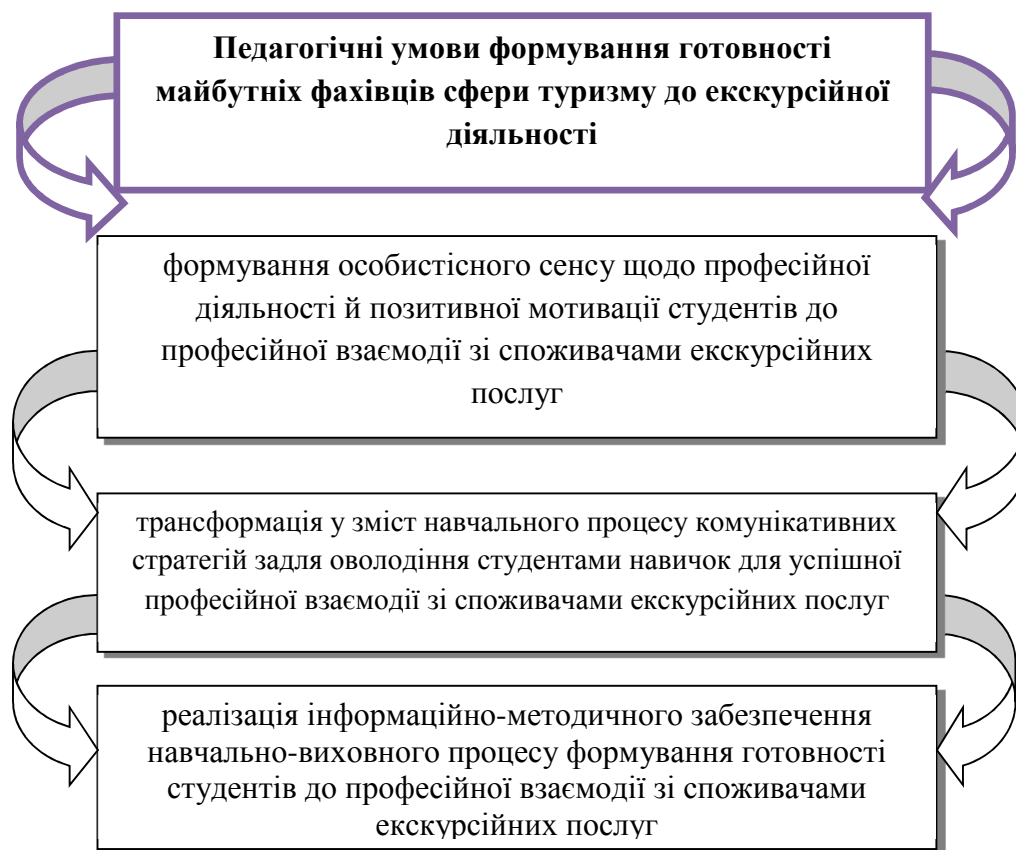 Педагогічні умови формування готовності
майбутніх фахівців сфери туризму до екскурсійної
діяльності
формування особистісного сенсу щодо професійної
діяльності й позитивної мотивації студентів до
професійної взаємодії зі споживачами екскурсійних
послуг
трансформація у зміст навчального процесу комунікативних
стратегій задля оволодіння студентами навичок для успішної
професійної взаємодії зі споживачами екскурсійних послуг
реалізація інформаційно-методичного забезпечення
навчально-виховного процесу формування готовності
студентів до професійної взаємодії зі споживачами
екскурсійних послуг